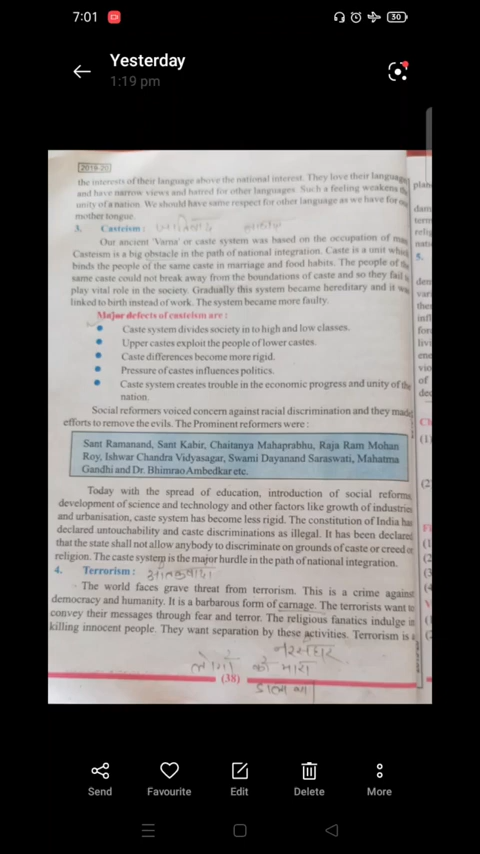 7:01
30
Yesterday
1:19 pm
2019-20
the interests of their language above the national interest. They love their language
and have narrow views and hatred for other languages. Such a feeling weakens the
unity of a nation. We should have same respect for other language as we have for our
mother tongue.
3. Casteism :
Our ancient 'Varna' or caste system was based on the occupation of man
Casteism is a big obstacle in the path of national integration. Caste is a unit which
binds the people of the same caste in marriage and food habits. The people of
same caste could not break away from the boundations of caste and so they fail
play vital role in the society. Gradually this system became hereditary and it was
linked to birth instead of work. The system became more faulty.
Major defects of casteism are :
• Caste system divides society in to high and low classes.
• Upper castes exploit the people of lower castes.
• Caste differences become more rigid.
• Pressure of castes influences politics.
• Caste system creates trouble in the economic progress and unity of the
nation.
Social reformers voiced concern against racial discrimination and they made
efforts to remove the evils. The Prominent reformers were :
Sant Ramanand, Sant Kabir, Chaitanya Mahaprabhu, Raja Ram Mohan
Roy, Ishwar Chandra Vidyasagar, Swami Dayanand Saraswati, Mahatma
Gandhi and Dr. Bhimrao Ambedkar etc.
Today with the spread of education, introduction of social reforms
development of science and technology and other factors like growth of industries
and urbanisation, caste system has become less rigid. The constitution of India has
declared untouchability and caste discriminations as illegal. It has been declared
that the state shall not allow anybody to discriminate on grounds of caste or creed or
religion. The caste system is the major hurdle in the path of national integration.
4. Terrorism : आतंकवाद
The world faces grave threat from terrorism. This is a crime against
democracy and humanity. It is a barbarous form of carnage. The terrorists want to
convey their messages through fear and terror. The religious fanatics indulge in
killing innocent people. They want separation by these activities. Terrorism is a
नरसंहार
लोगों को मारा
(38)
5.
(1)
(2)
Send
Favourite
Edit
Delete
More